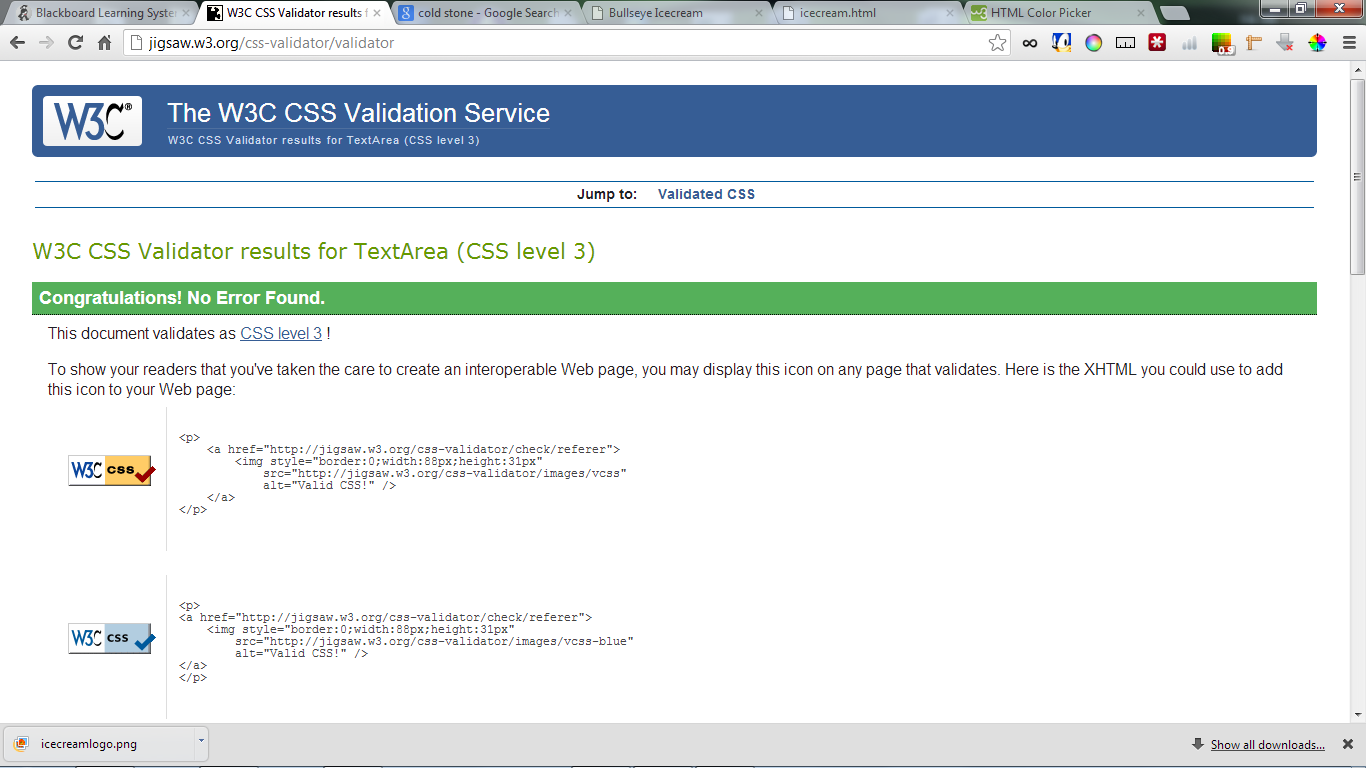 Blackboard Learning Syste
W3C CSS Validator results f
cold stone - Google Search
Bullseye Icecream
icecream.html
HTML Color Picker
jigsaw.w3.org/css-validator/validator
0.9
W3C®
The W3C CSS Validation Service
W3C CSS Validator results for TextArea (CSS level 3)
Jump to: Validated CSS
W3C CSS Validator results for TextArea (CSS level 3)
Congratulations! No Error Found.
This document validates as CSS level 3 !
To show your readers that you've taken the care to create an interoperable Web page, you may display this icon on any page that validates. Here is the XHTML you could use to add
this icon to your Web page:
W3C css
<p>
<a href="http://jigsaw.w3.org/css-validator/check/referer">
<img style="border:0;width:88px;height:31px"
src="http://jigsaw.w3.org/css-validator/images/vcss"
alt="Valid CSS!" />
</a>
</p>
W3C css
<p>
<a href="http://jigsaw.w3.org/css-validator/check/referer">
<img style="border:0;width:88px;height:31px"
src="http://jigsaw.w3.org/css-validator/images/vcss-blue"
alt="Valid CSS!" />
</a>
</p>
icecreamlogo.png
Show all downloads...